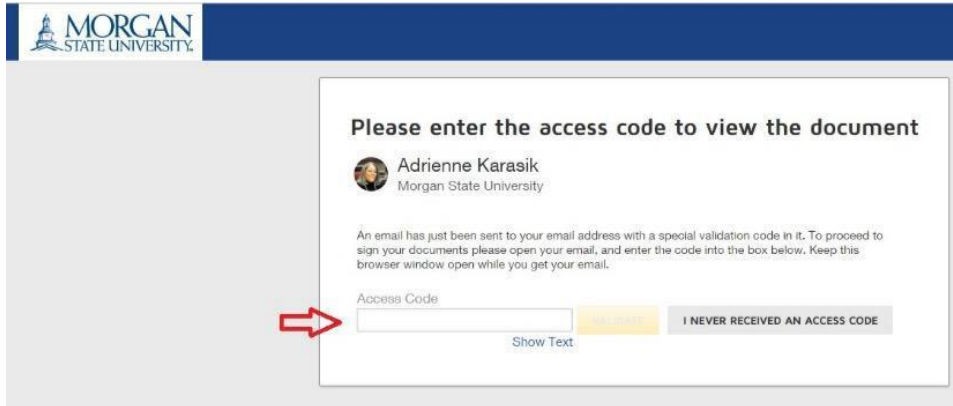 MORGAN
STATE UNIVERSITY.
Please enter the access code to view the document
Adrienne Karasik
Morgan State University
An email has just been sent to your email address with a special validation code in it. To proceed to
sign your documents please open your email, and enter the code into the box below. Keep this
browser window open while you get your email.
Access Code
VALIDATE
I NEVER RECEIVED AN ACCESS CODE
Show Text